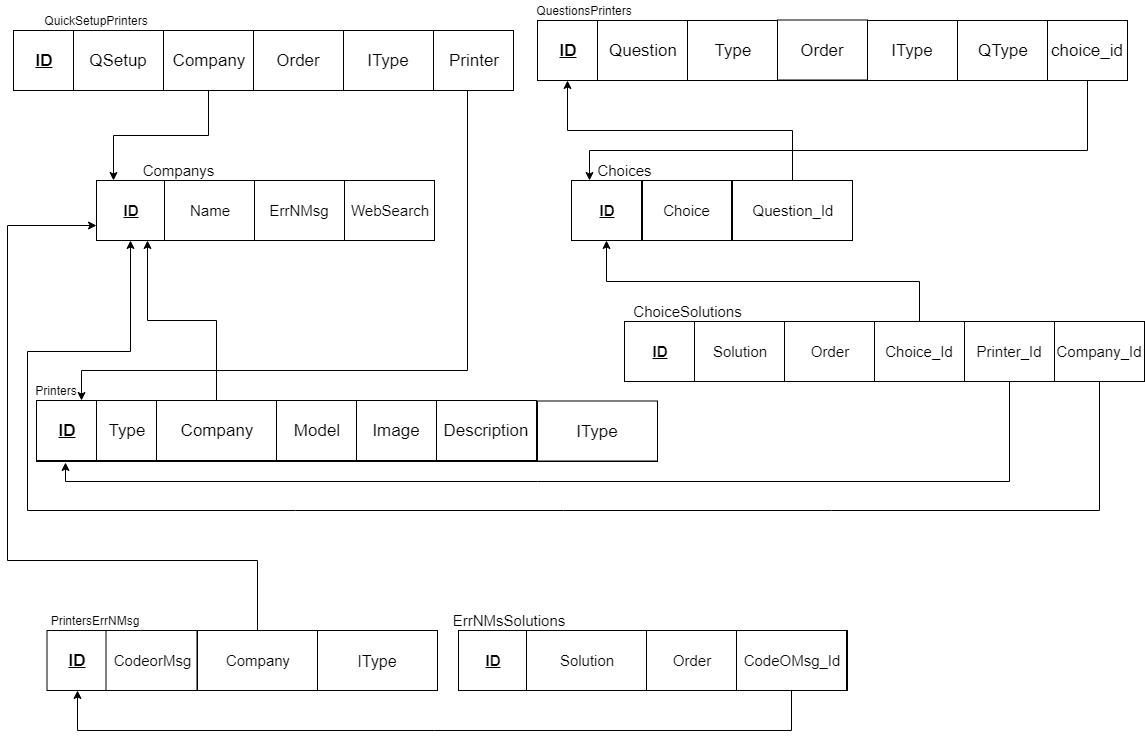 QuickSetupPrinters
ID QSetup Company Order IType Printer
QuestionsPrinters
ID Question Type Order IType QType choice_id
Companys
ID Name ErrNMsg WebSearch
Choices
ID Choice Question_Id
ChoiceSolutions
ID Solution Order Choice_Id Printer_Id Company_Id
Printers
ID Type Company Model Image Description IType
PrintersErrNMsg
ID CodeorMsg Company IType
ErrNMsSolutions
ID Solution Order CodeOMsg_Id